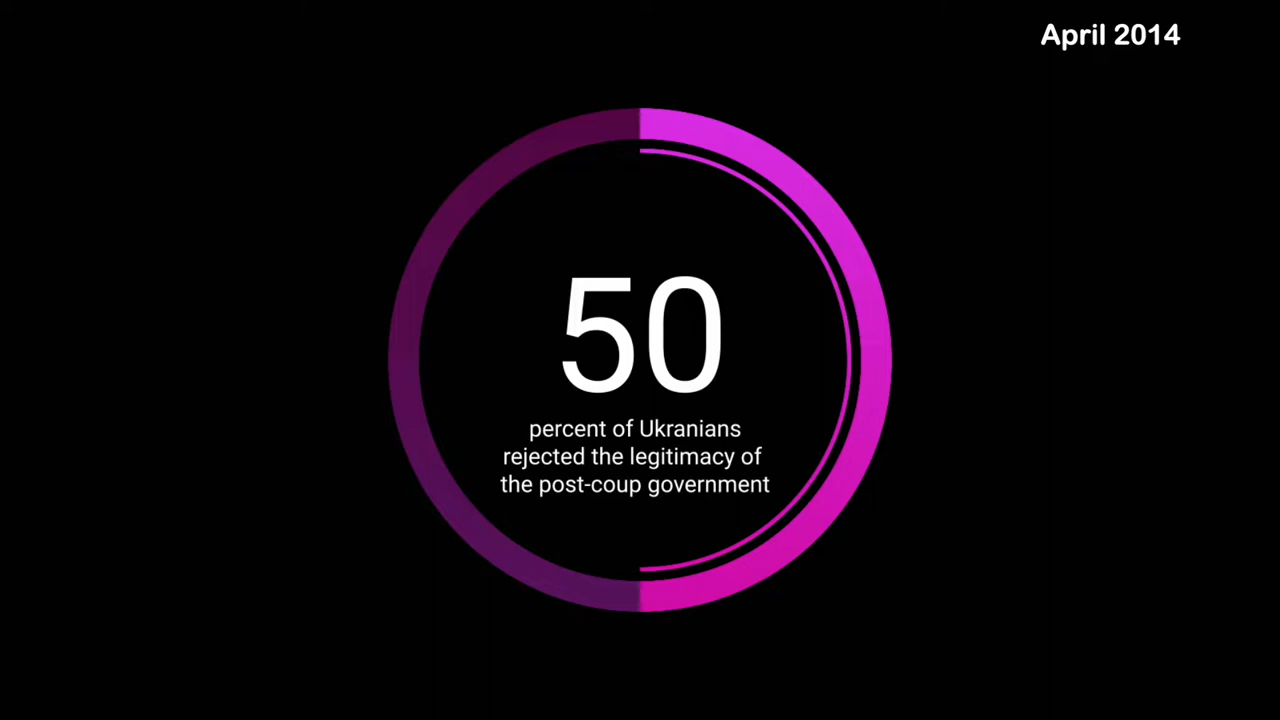 April 2014
50
percent of Ukranians
rejected the legitimacy of
the post-coup government